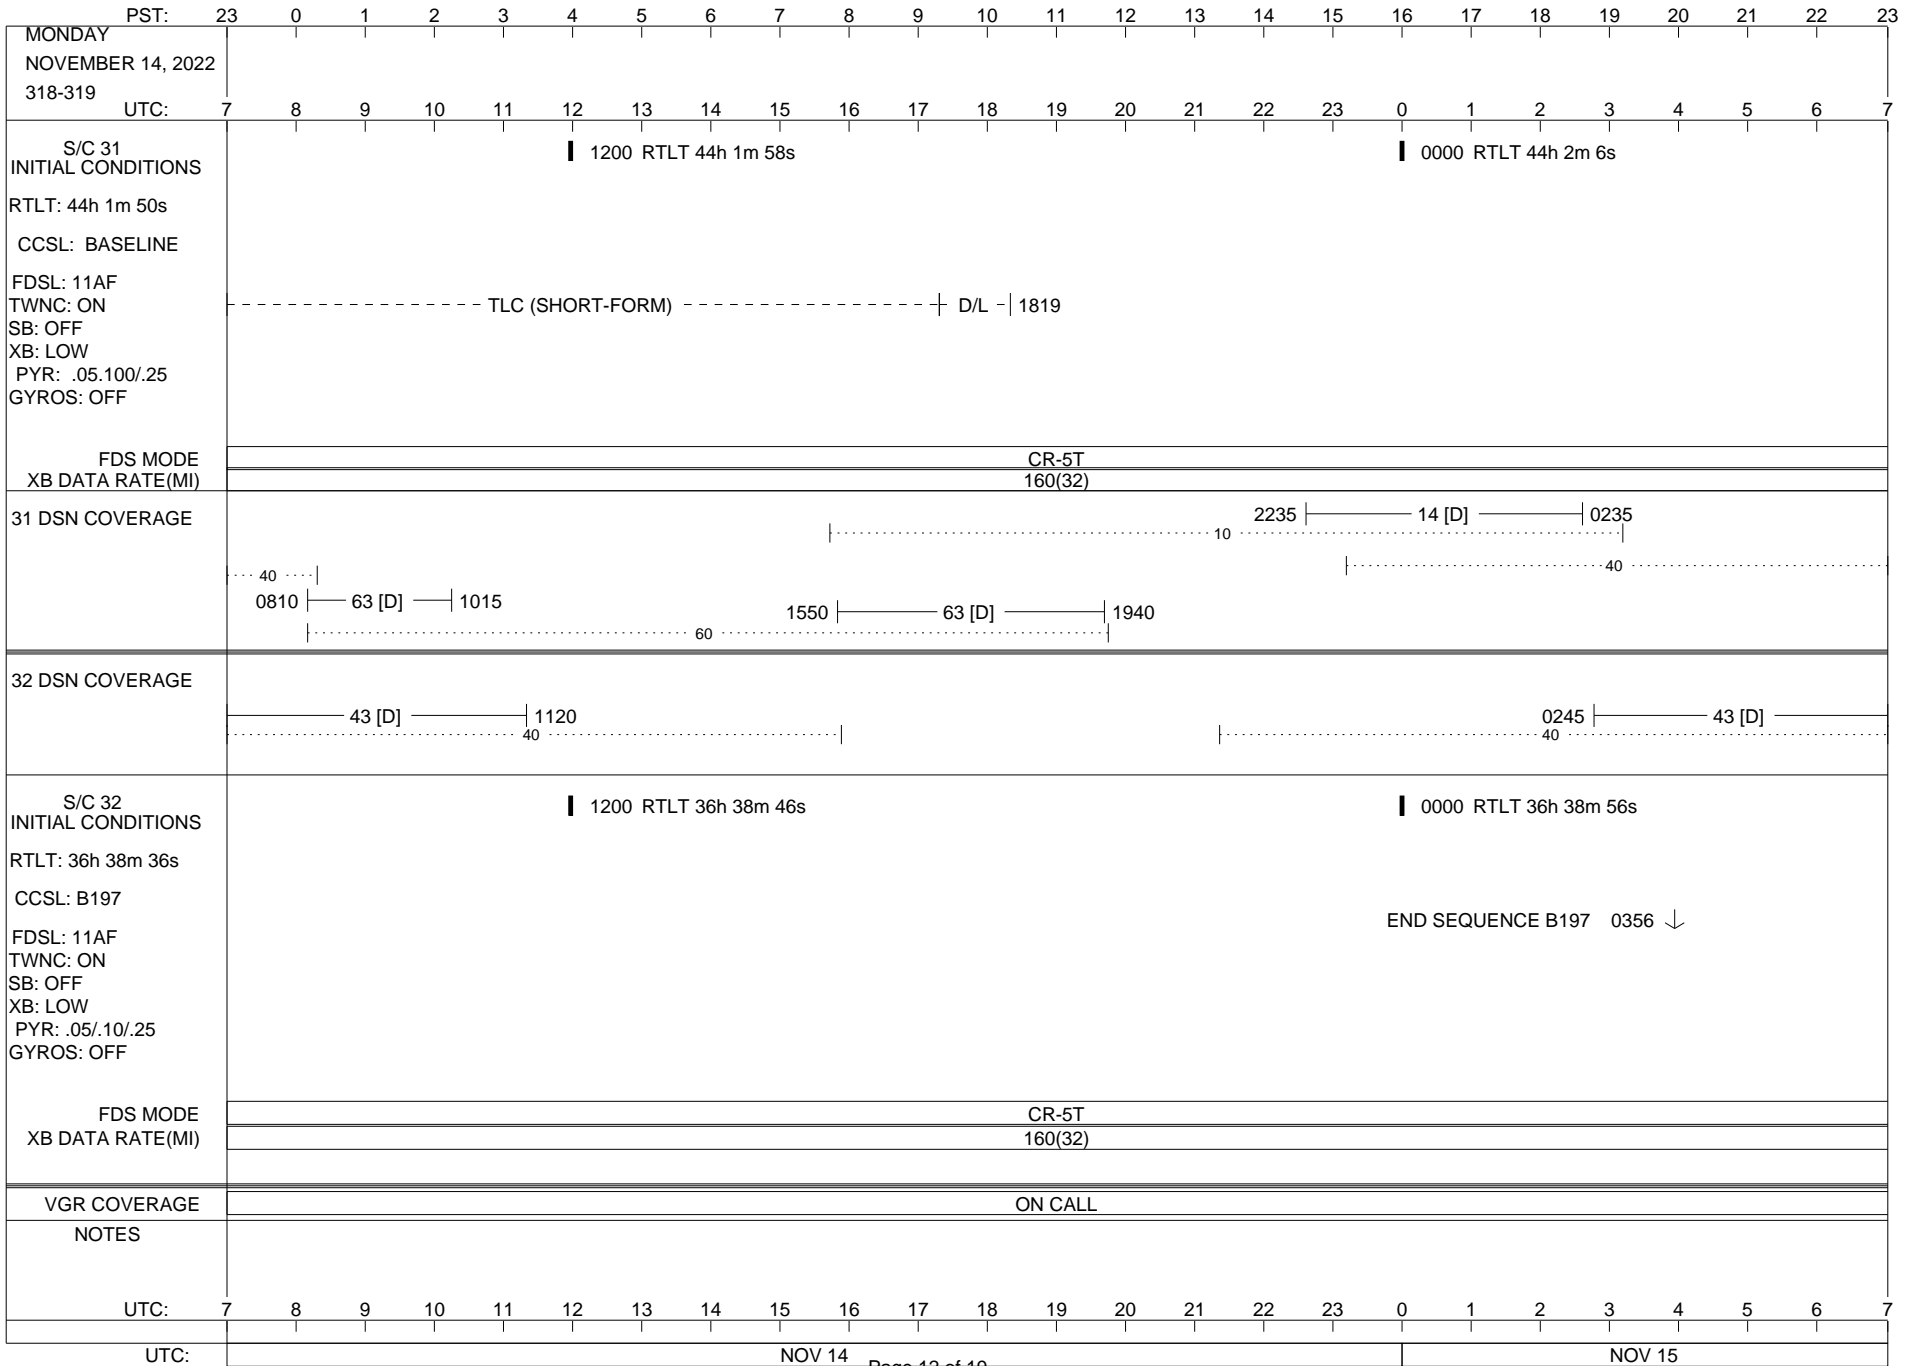 PST: 23 0 1 2 3 4 5 6 7 8 9 10 11 12 13 14 15 16 17 18 19 20 21 22 23
MONDAY
NOVEMBER 14, 2022
318-319
UTC: 7 8 9 10 11 12 13 14 15 16 17 18 19 20 21 22 23 0 1 2 3 4 5 6 7
S/C 31
INITIAL CONDITIONS
1200 RTLT 44h 1m 58s
0000 RTLT 44h 2m 6s
RTLT: 44h 1m 50s
CCSL: BASELINE
FDSL: 11AF
TWNC: ON
TLC (SHORT-FORM) D/L 1819
SB: OFF
XB: LOW
PYR: .05.100/.25
GYROS: OFF
FDS MODE CR-5T
XB DATA RATE(MI) 160(32)
31 DSN COVERAGE
2235 14 [D] 0235
10
40
40
0810 63 [D] 1015
1550 63 [D] 1940
60
32 DSN COVERAGE
43 [D] 1120
0245 43 [D]
40
40
S/C 32
INITIAL CONDITIONS
1200 RTLT 36h 38m 46s
0000 RTLT 36h 38m 56s
RTLT: 36h 38m 36s
CCSL: B197
END SEQUENCE B197 0356
FDSL: 11AF
TWNC: ON
SB: OFF
XB: LOW
PYR: .05/.10/.25
GYROS: OFF
FDS MODE CR-5T
XB DATA RATE(MI) 160(32)
VGR COVERAGE ON CALL
NOTES
UTC: 7 8 9 10 11 12 13 14 15 16 17 18 19 20 21 22 23 0 1 2 3 4 5 6 7
UTC: NOV 14 NOV 15